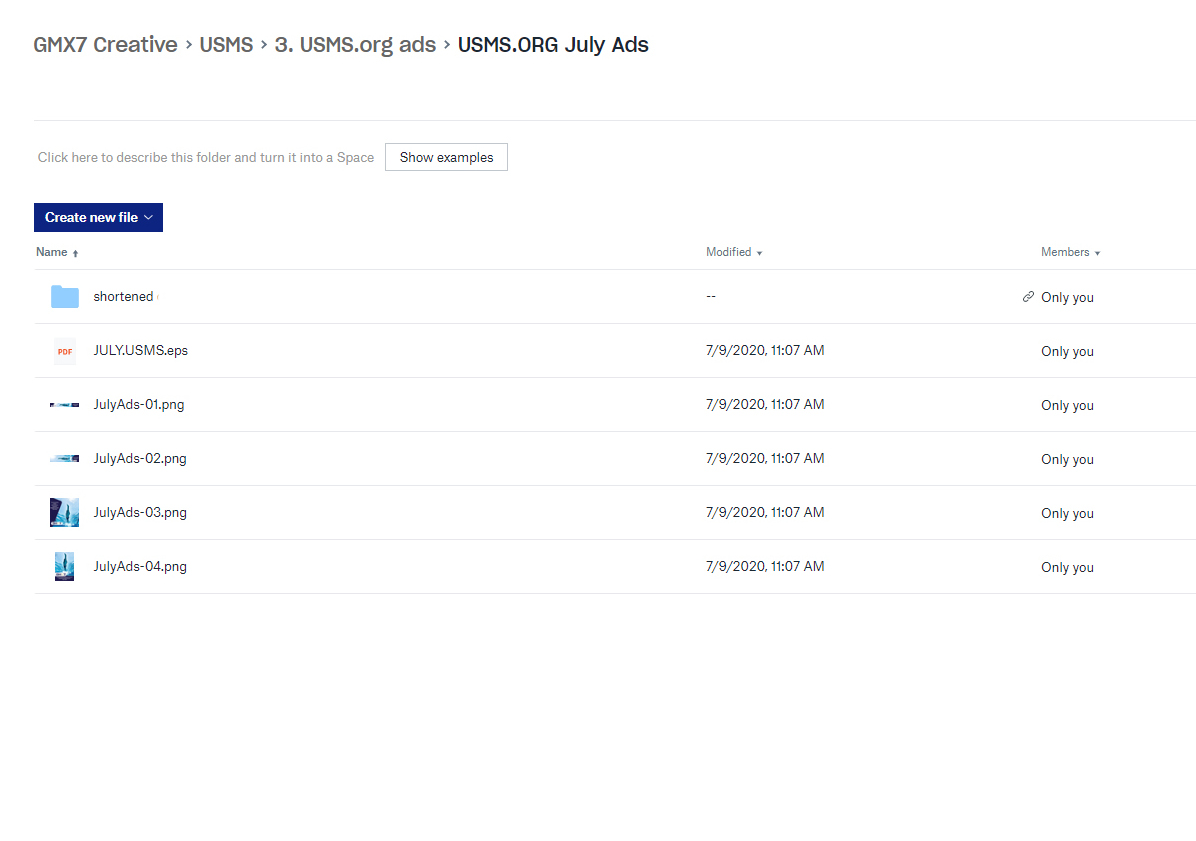 GMX7 Creative › USMS › 3. USMS.org ads › USMS.ORG July Ads
Click here to describe this folder and turn it into a Space Show examples
Create new file
Name Modified Members
shortened -- Only you
PDF JULY.USMS.eps 7/9/2020, 11:07 AM Only you
JulyAds-01.png 7/9/2020, 11:07 AM Only you
JulyAds-02.png 7/9/2020, 11:07 AM Only you
JulyAds-03.png 7/9/2020, 11:07 AM Only you
JulyAds-04.png 7/9/2020, 11:07 AM Only you